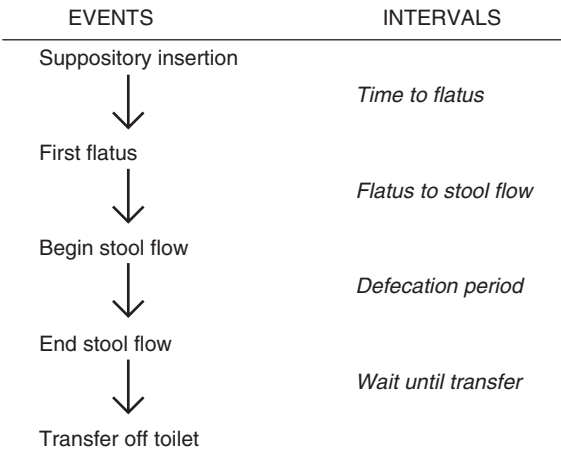 EVENTS INTERVALS
Suppository insertion
Time to flatus
First flatus
Flatus to stool flow
Begin stool flow
Defecation period
End stool flow
Wait until transfer
Transfer off toilet